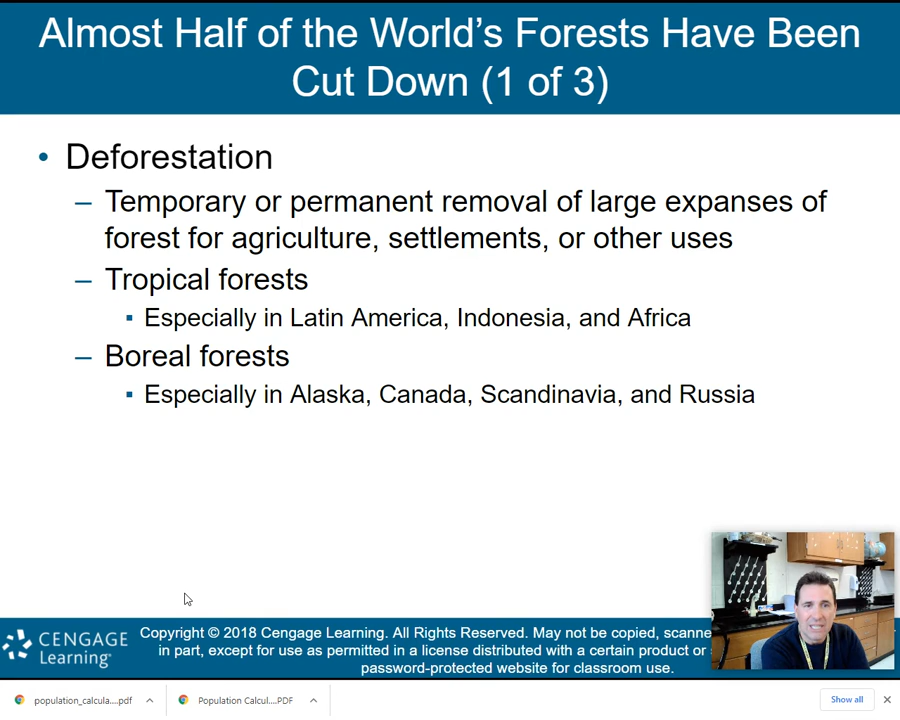 Almost Half of the World’s Forests Have Been
Cut Down (1 of 3)
• Deforestation
– Temporary or permanent removal of large expanses of
forest for agriculture, settlements, or other uses
– Tropical forests
▪ Especially in Latin America, Indonesia, and Africa
– Boreal forests
▪ Especially in Alaska, Canada, Scandinavia, and Russia
CENGAGE
Learning®
Copyright © 2018 Cengage Learning. All Rights Reserved. May not be copied,
in part, except for use as permitted in a license distributed with a certain product or
password-protected website for classroom use.
population_calcula....pdf
Population Calcul....PDF
Show all